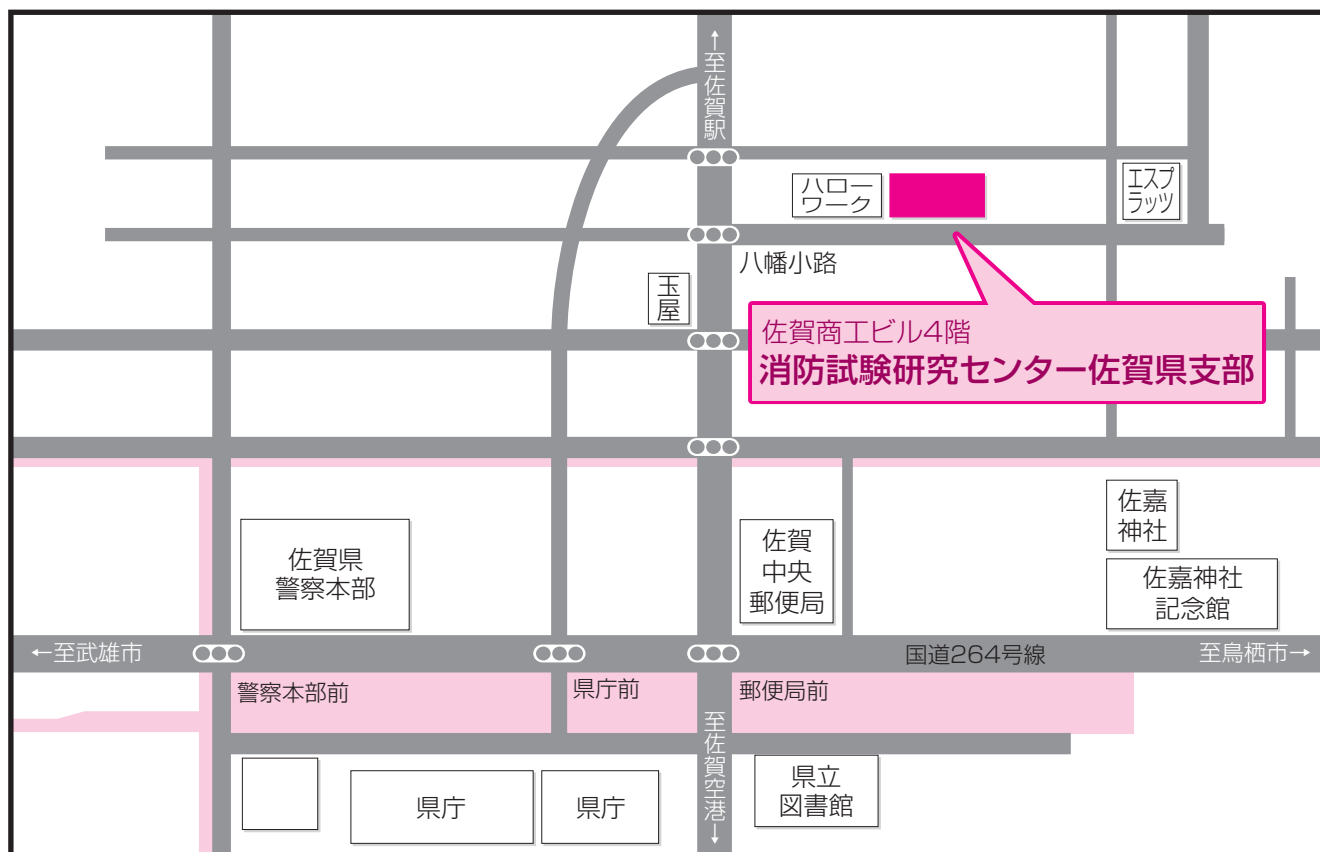 ↑至佐賀駅
ハロー
ワーク
エスプ
ラッツ
八幡小路
玉屋
佐賀商工ビル4階
消防試験研究センター佐賀県支部
佐賀県
警察本部
佐賀
中央
郵便局
佐嘉
神社
佐嘉神社
記念館
←至武雄市
国道264号線
至鳥栖市→
警察本部前
県庁前
郵便局前
至佐賀空港↓
県庁
県庁
県立
図書館